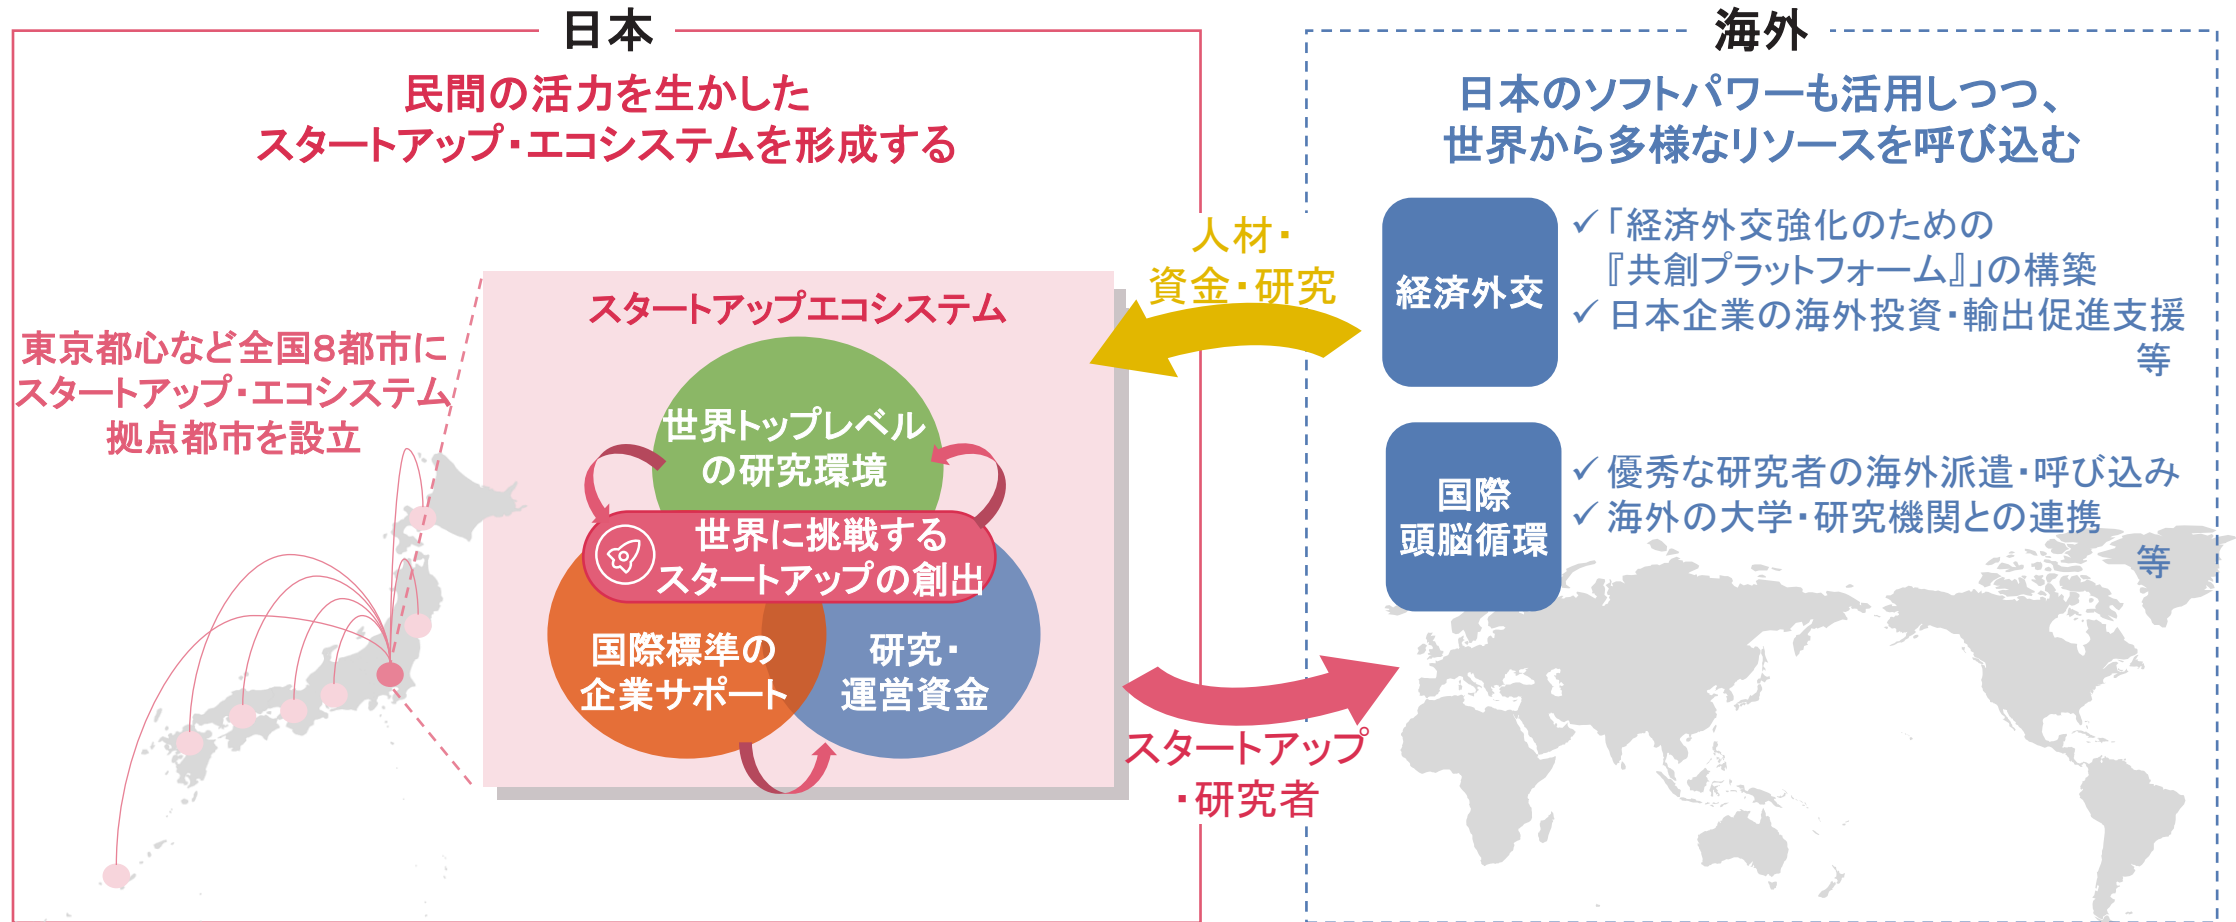 日本
民間の活力を生かした
スタートアップ・エコシステムを形成する
東京都心など全国８都市に
スタートアップ・エコシステム
拠点都市を設立
スタートアップエコシステム
世界トップレベル
の研究環境
世界に挑戦する
スタートアップの創出
国際標準の
企業サポート
研究・
運営資金
人材・
資金・研究
スタートアップ
・研究者
海外
日本のソフトパワーも活用しつつ、
世界から多様なリソースを呼び込む
経済外交
✓「経済外交強化のための
『共創プラットフォーム』」の構築
✓日本企業の海外投資・輸出促進支援
等
国際
頭脳循環
✓優秀な研究者の海外派遣・呼び込み
✓海外の大学・研究機関との連携
等